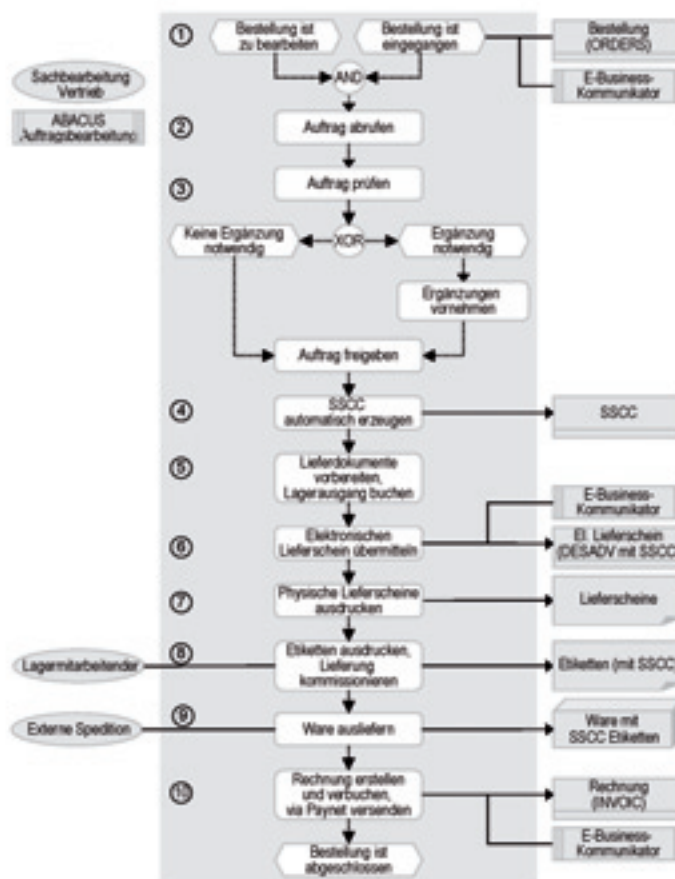 ①
Bestellung ist
zu bearbeiten
Bestellung ist
eingegangen
Bestellung
(ORDERS)
E-Business-
Kommunikator
AND
Sachbearbeitung
Vertrieb
ABACUS
Auftragsbearbeitung
②
Auftrag abrufen
③
Auftrag prüfen
Keine Ergänzung
notwendig
XOR
Ergänzung
notwendig
Ergänzungen
vornehmen
Auftrag freigeben
④
SSCC
automatisch erzeugen
SSCC
⑤
Lieferdokumente
vorbereiten,
Lagerausgang buchen
E-Business-
Kommunikator
⑥
Elektronischen
Lieferschein übermitteln
El. Lieferschein
(DESADV mit SSCC
⑦
Physische Lieferscheine
ausdrucken
Lieferscheine
⑧
Lagermitarbeitender
Etiketten ausdrucken,
Lieferung
kommissionieren
Etiketten (mit SSCC)
⑨
Externe Spedition
Ware ausliefern
Ware mit
SSCC Etiketten
⑩
Rechnung erstellen
und verbuchen,
via Paynet versenden
Rechnung
(INVOIC)
E-Business-
Kommunikator
Bestellung ist
abgeschlossen